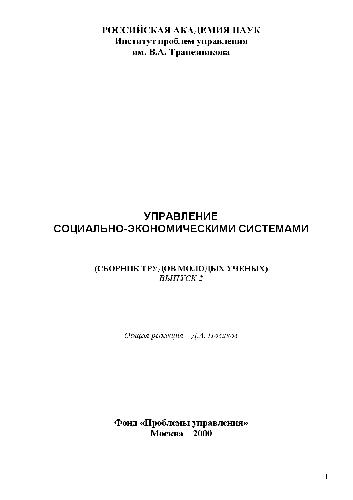 РОССИЙСКАЯ АКАДЕМИЯ НАУК
Институт проблем управления
им. В.А. Трапезникова
УПРАВЛЕНИЕ
СОЦИАЛЬНО-ЭКОНОМИЧЕСКИМИ СИСТЕМАМИ
(СБОРНИК ТРУДОВ МОЛОДЫХ УЧЕНЫХ)
ВЫПУСК 2
Общая редакция – Д.А. Новиков
Фонд «Проблемы управления»
Москва – 2000
1